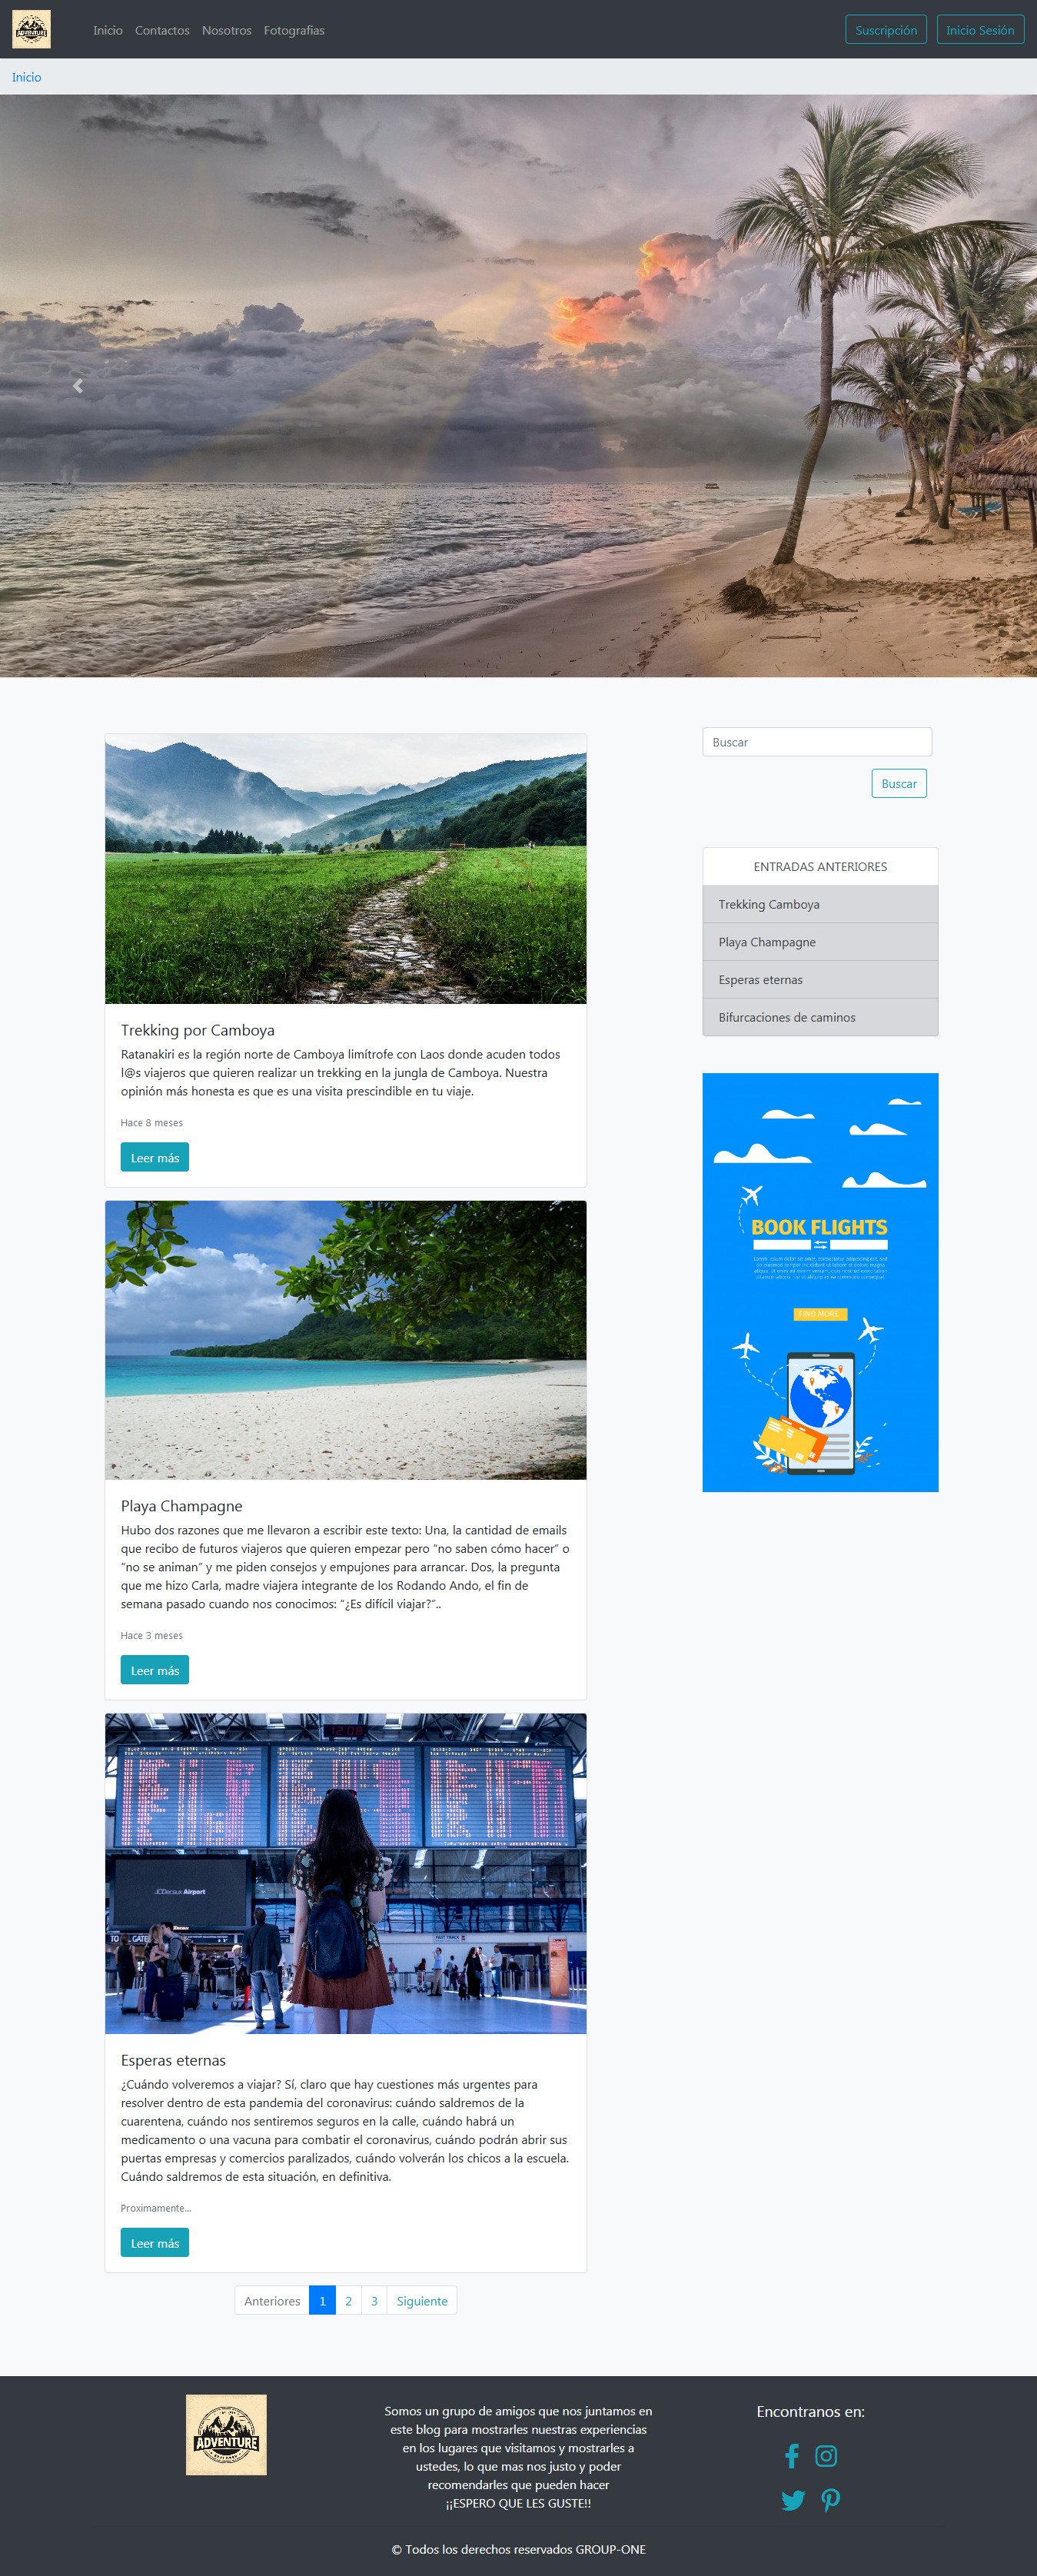 ADVENTURE
Inicio
Contactos
Nosotros
Fotografias
Suscripción
Inicio Sesión
Inicio
Buscar
Buscar
ENTRADAS ANTERIORES
Trekking Camboya
Playa Champagne
Esperas eternas
Bifurcaciones de caminos
BOOK FLIGHTS
FIND MORE
Trekking por Camboya
Ratanakiri es la región norte de Camboya limítrofe con Laos donde acuden todos
l@s viajeros que quieren realizar un trekking en la jungla de Camboya. Nuestra
opinión más honesta es que es una visita prescindible en tu viaje.
Hace 8 meses
Leer más
Playa Champagne
Hubo dos razones que me llevaron a escribir este texto: Una, la cantidad de emails
que recibo de futuros viajeros que quieren empezar pero “no saben cómo hacer” o
“no se animan” y me piden consejos y empujones para arrancar. Dos, la pregunta
que me hizo Carla, madre viajera integrante de los Rodando Ando, el fin de
semana pasado cuando nos conocimos: “¿Es difícil viajar?”..
Hace 3 meses
Leer más
12:08
JCDecaux Airport
FAST TRACK
Esperas eternas
¿Cuándo volveremos a viajar? Sí, claro que hay cuestiones más urgentes para
resolver dentro de esta pandemia del coronavirus: cuándo saldremos de la
cuarentena, cuándo nos sentiremos seguros en la calle, cuándo habrá un
medicamento o una vacuna para combatir el coronavirus, cuándo podrán abrir sus
puertas empresas y comercios paralizados, cuándo volverán los chicos a la escuela.
Cuándo saldremos de esta situación, en definitiva.
Proximamente...
Leer más
Anteriores 1 2 3 Siguiente
ADVENTURE
Somos un grupo de amigos que nos juntamos en
este blog para mostrarles nuestras experiencias
en los lugares que visitamos y mostrarles a
ustedes, lo que mas nos justo y poder
recomendarles que pueden hacer
¡¡ESPERO QUE LES GUSTE!!
Encontranos en:
© Todos los derechos reservados GROUP-ONE